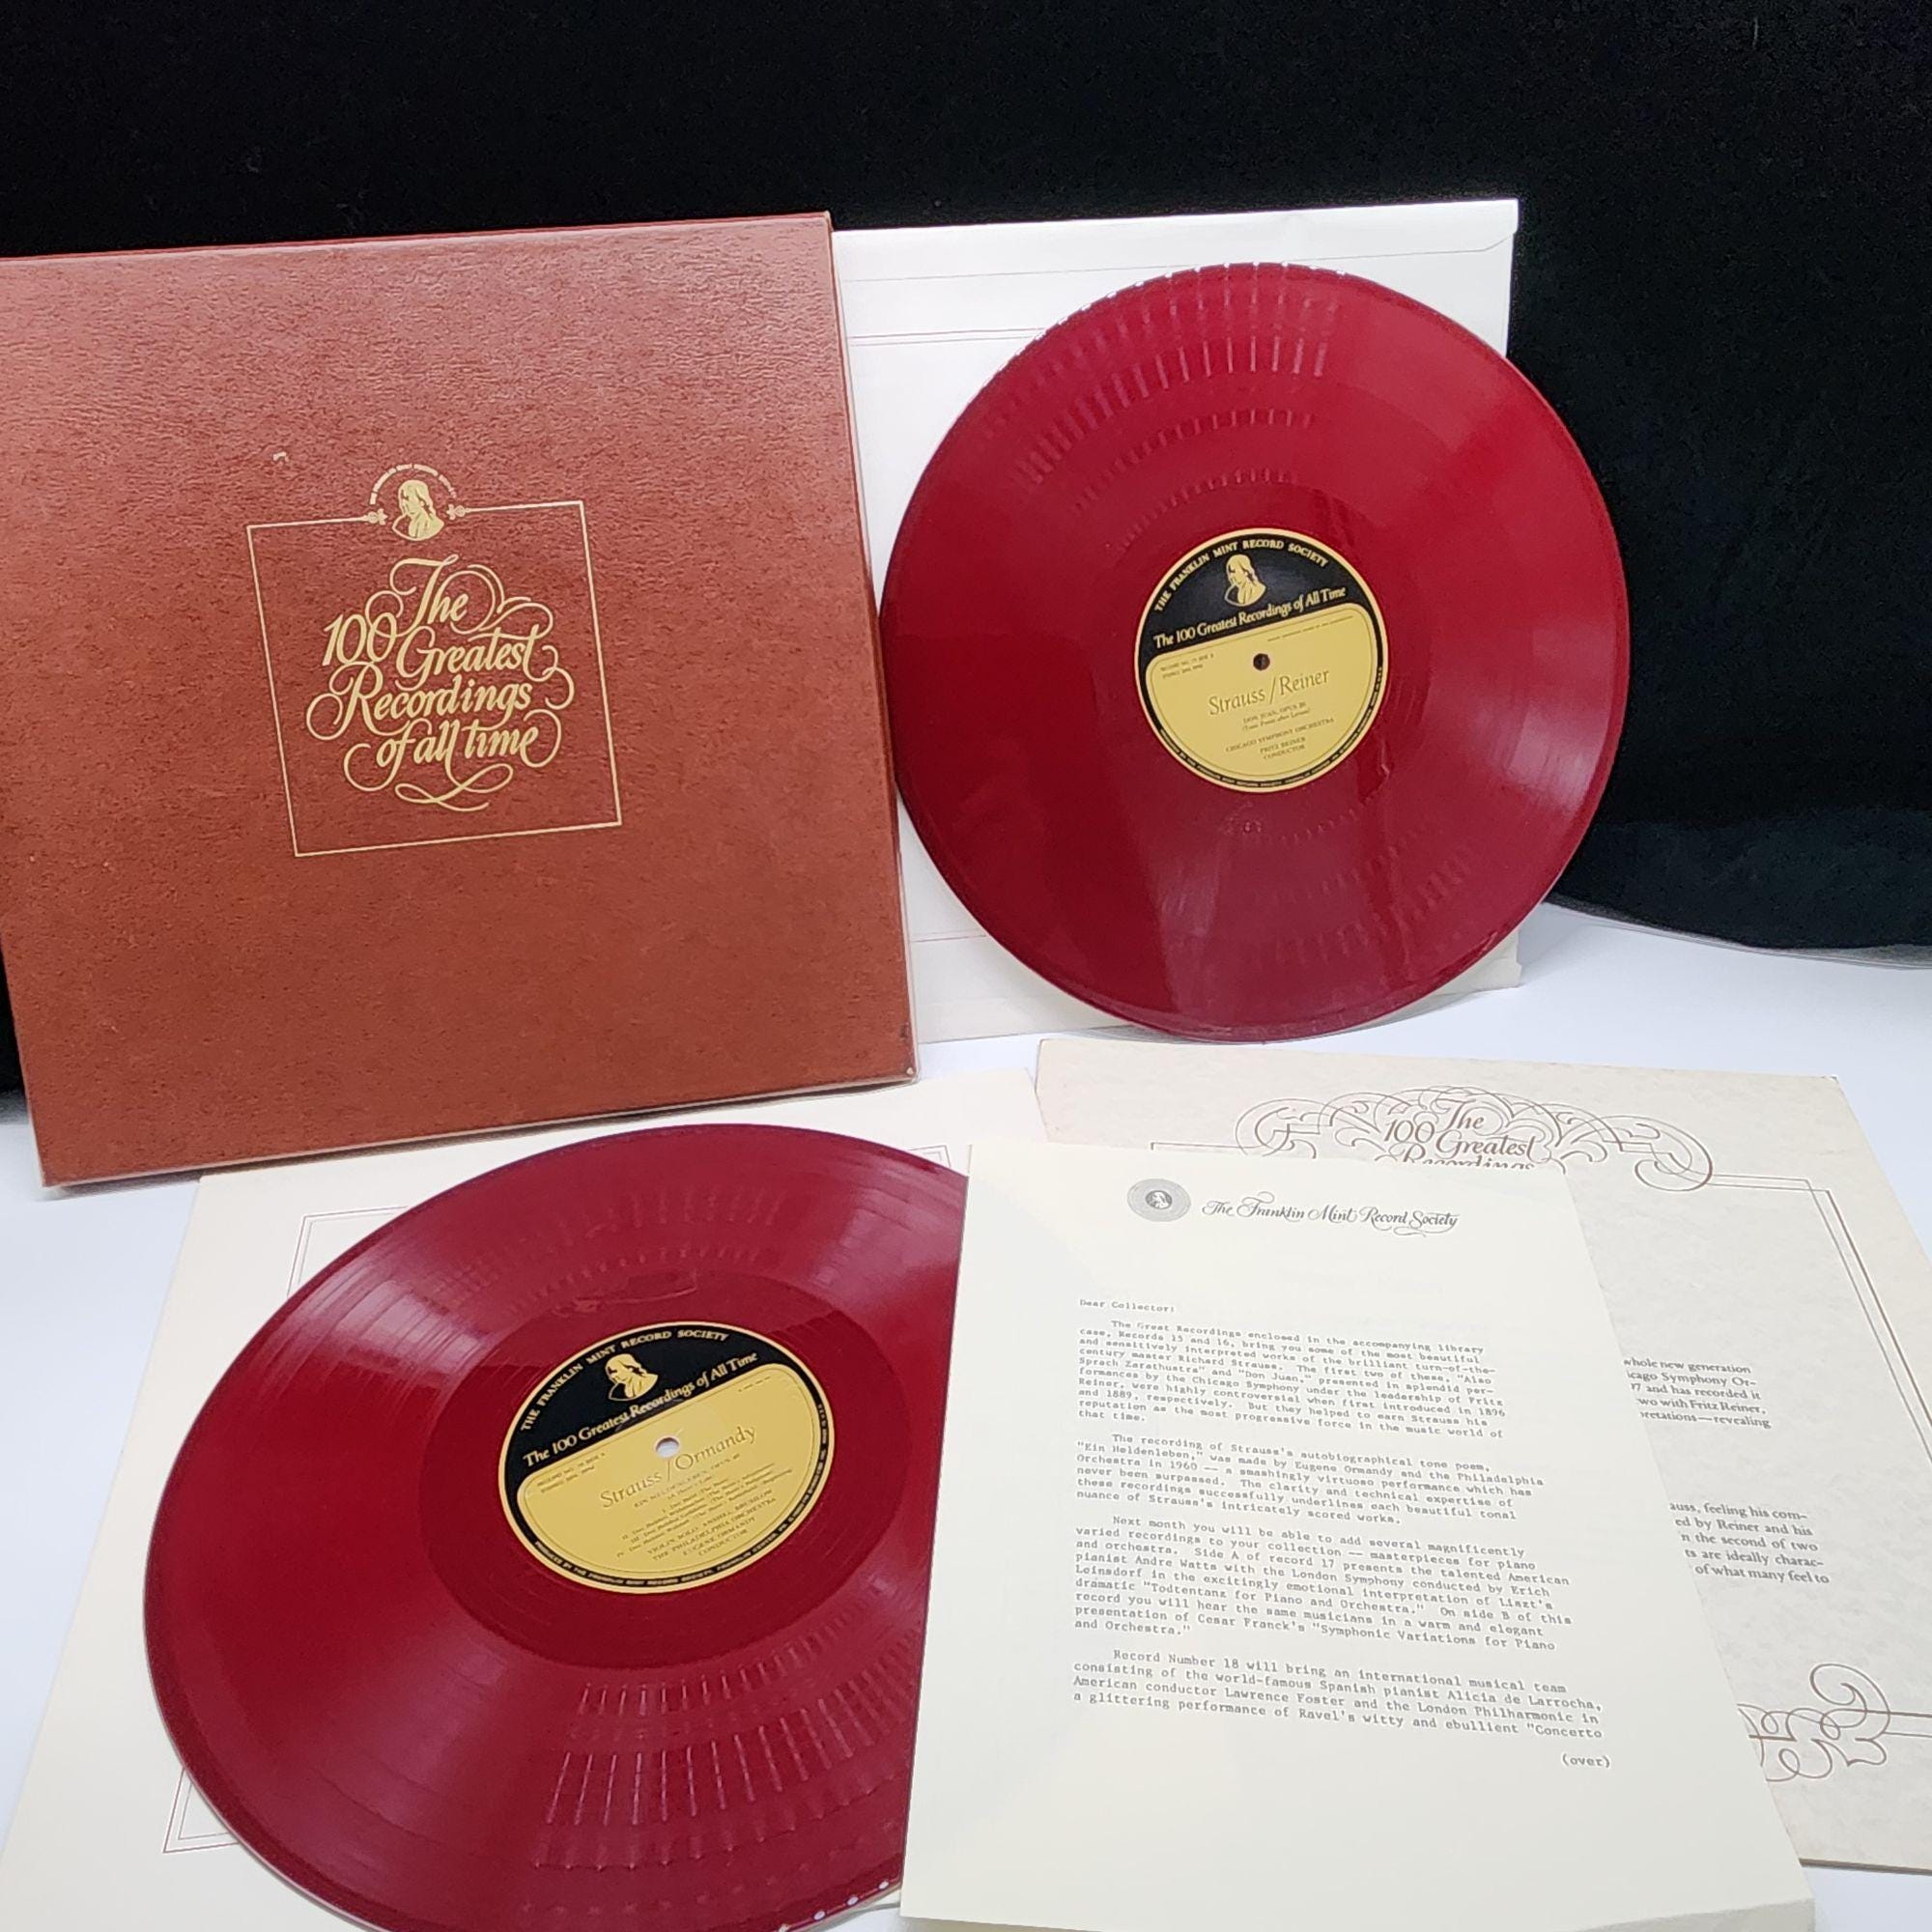 The
100 Greatest
Recordings
of all time
THE FRANKLIN MINT RECORD SOCIETY
The 100 Greatest Recordings of All Time
Strauss/Reiner
DON JUAN, OPUS 20
CHICAGO SYMPHONY ORCHESTRA
FRITZ REINER
CONDUCTOR
THE FRANKLIN MINT RECORD SOCIETY
The 100 Greatest Recordings of All Time
Strauss/Ormandy
THE PHILADELPHIA ORCHESTRA
EUGENE ORMANDY
CONDUCTOR
The
100 Greatest
Recordings
The Franklin Mint Record Society
Dear Collector:
The Great Recordings enclosed in the accompanying library
case, Records 15 and 16, bring you some of the most beautiful
and sensitively interpreted works of the brilliant turn-of-the-
century master Richard Strauss. The first two of these, "Also
Sprach Zarathustra" and "Don Juan," presented in splendid per-
formances by the Chicago Symphony under the leadership of Fritz
Reiner, were highly controversial when first introduced in 1896
and 1889, respectively. But they helped to earn Strauss his
reputation as the most progressive force in the music world of
that time.
The recording of Strauss's autobiographical tone poem,
"Ein Heldenleben," was made by Eugene Ormandy and the Philadelphia
Orchestra in 1960 -- a smashingly virtuoso performance which has
never been surpassed. The clarity and technical expertise of
these recordings successfully underlines each beautiful tonal
nuance of Strauss's intricately scored works.
Next month you will be able to add several magnificently
varied recordings to your collection -- masterpieces for piano
and orchestra. Side A of record 17 presents the talented American
pianist Andre Watts with the London Symphony conducted by Erich
Leinsdorf in the excitingly emotional interpretation of Liszt's
dramatic "Todtentanz for Piano and Orchestra." On side B of this
record you will hear the same musicians in a warm and elegant
presentation of Cesar Franck's "Symphonic Variations for Piano
and Orchestra."
Record Number 18 will bring an international musical team
consisting of the world-famous Spanish pianist Alicia de Larrocha,
American conductor Lawrence Foster and the London Philharmonic in
a glittering performance of Ravel's witty and ebullient "Concerto
(over)
whole new generation
icago Symphony Or-
17 and has recorded it
two with Fritz Reiner,
pretations—revealing
auss, feeling his com-
ed by Reiner and his
n the second of two
ts are ideally charac-
of what many feel to